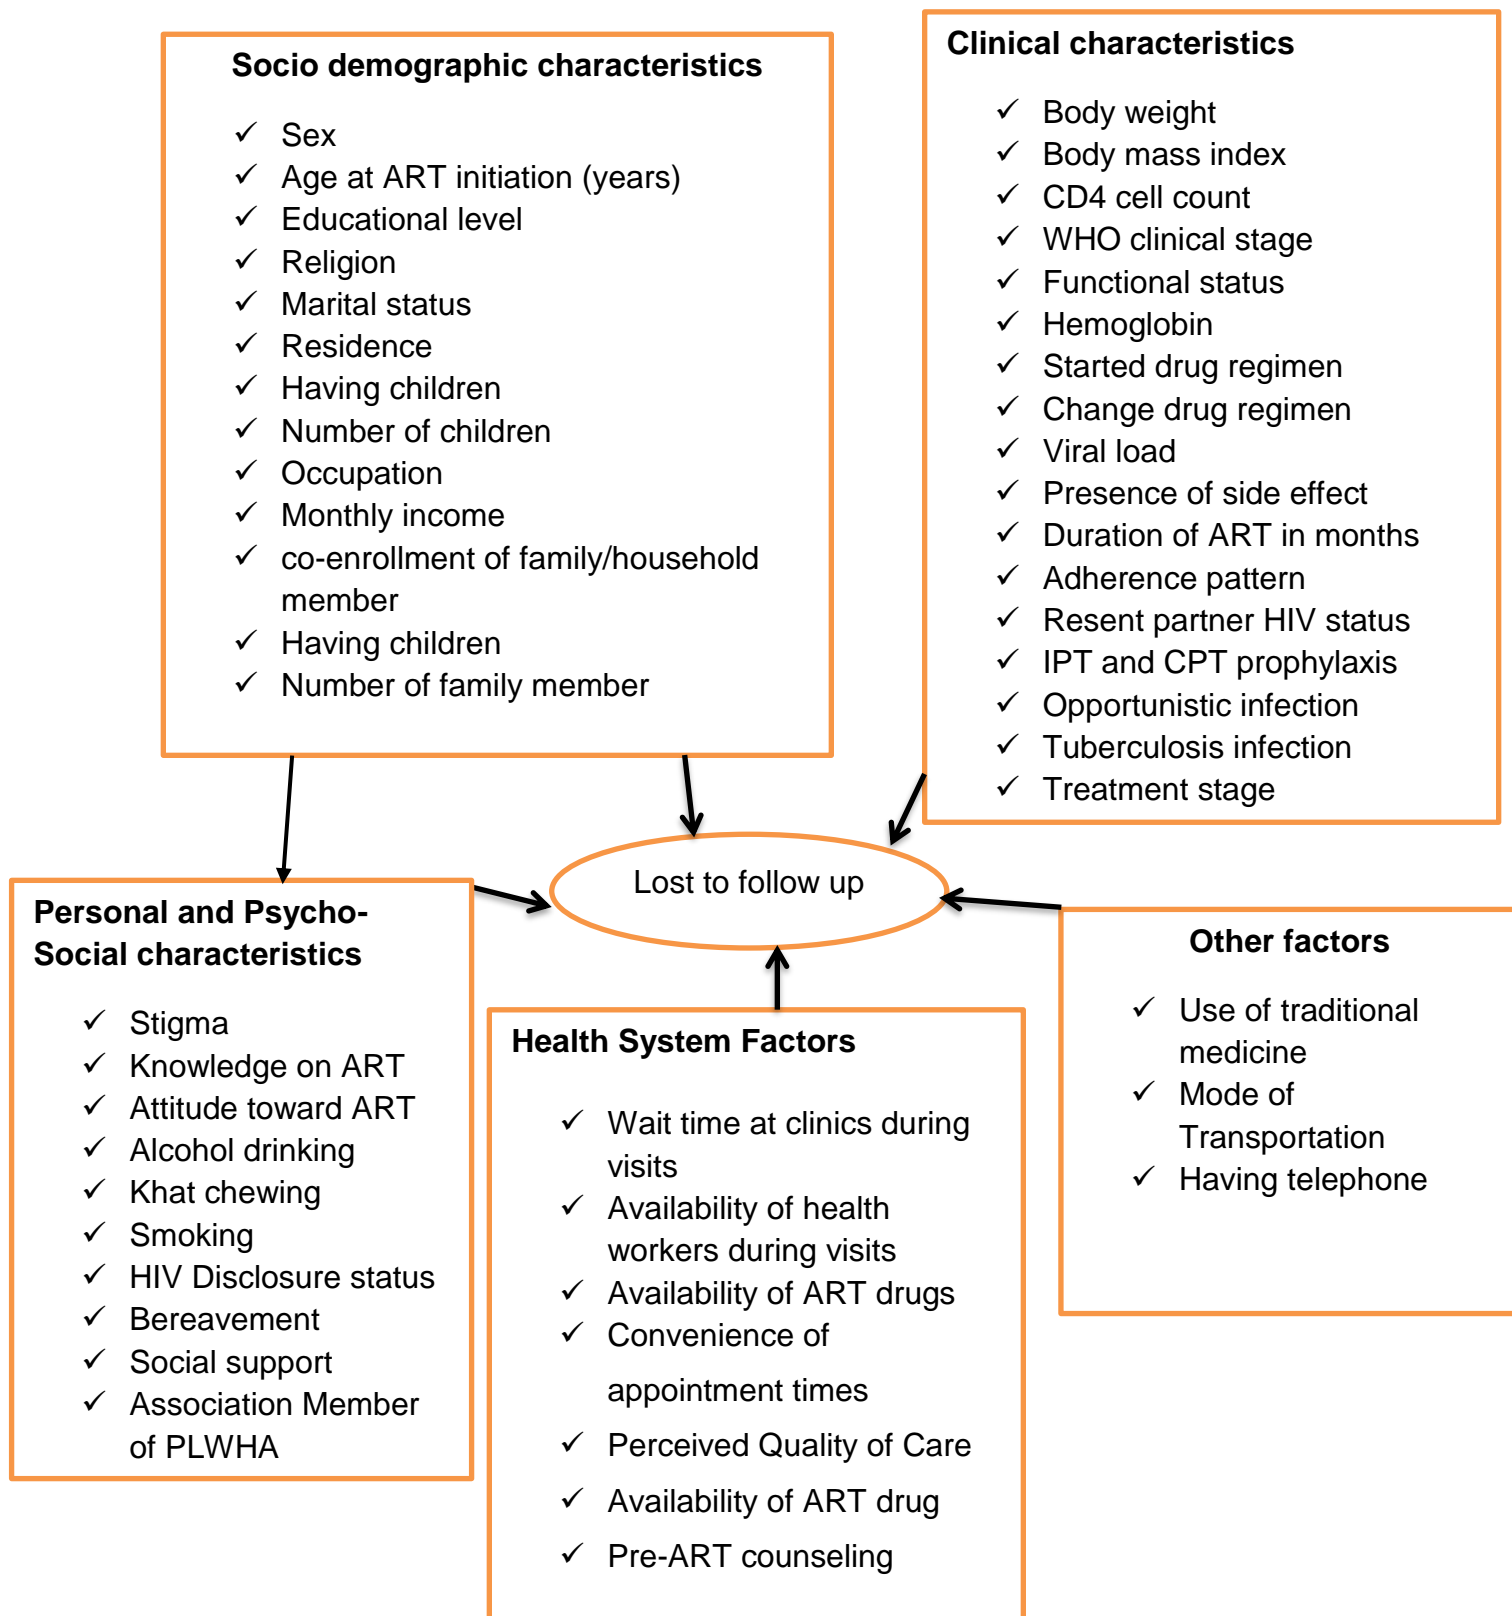 Socio demographic characteristics
✓ Sex
✓ Age at ART initiation (years)
✓ Educational level
✓ Religion
✓ Marital status
✓ Residence
✓ Having children
✓ Number of children
✓ Occupation
✓ Monthly income
✓ co-enrollment of family/household
member
✓ Having children
✓ Number of family member
Clinical characteristics
✓ Body weight
✓ Body mass index
✓ CD4 cell count
✓ WHO clinical stage
✓ Functional status
✓ Hemoglobin
✓ Started drug regimen
✓ Change drug regimen
✓ Viral load
✓ Presence of side effect
✓ Duration of ART in months
✓ Adherence pattern
✓ Resent partner HIV status
✓ IPT and CPT prophylaxis
✓ Opportunistic infection
✓ Tuberculosis infection
✓ Treatment stage
Lost to follow up
Personal and Psycho-
Social characteristics
✓ Stigma
✓ Knowledge on ART
✓ Attitude toward ART
✓ Alcohol drinking
✓ Khat chewing
✓ Smoking
✓ HIV Disclosure status
✓ Bereavement
✓ Social support
✓ Association Member
of PLWHA
Health System Factors
✓ Wait time at clinics during
visits
✓ Availability of health
workers during visits
✓ Availability of ART drugs
✓ Convenience of
appointment times
✓ Perceived Quality of Care
✓ Availability of ART drug
✓ Pre-ART counseling
Other factors
✓ Use of traditional
medicine
✓ Mode of
Transportation
✓ Having telephone